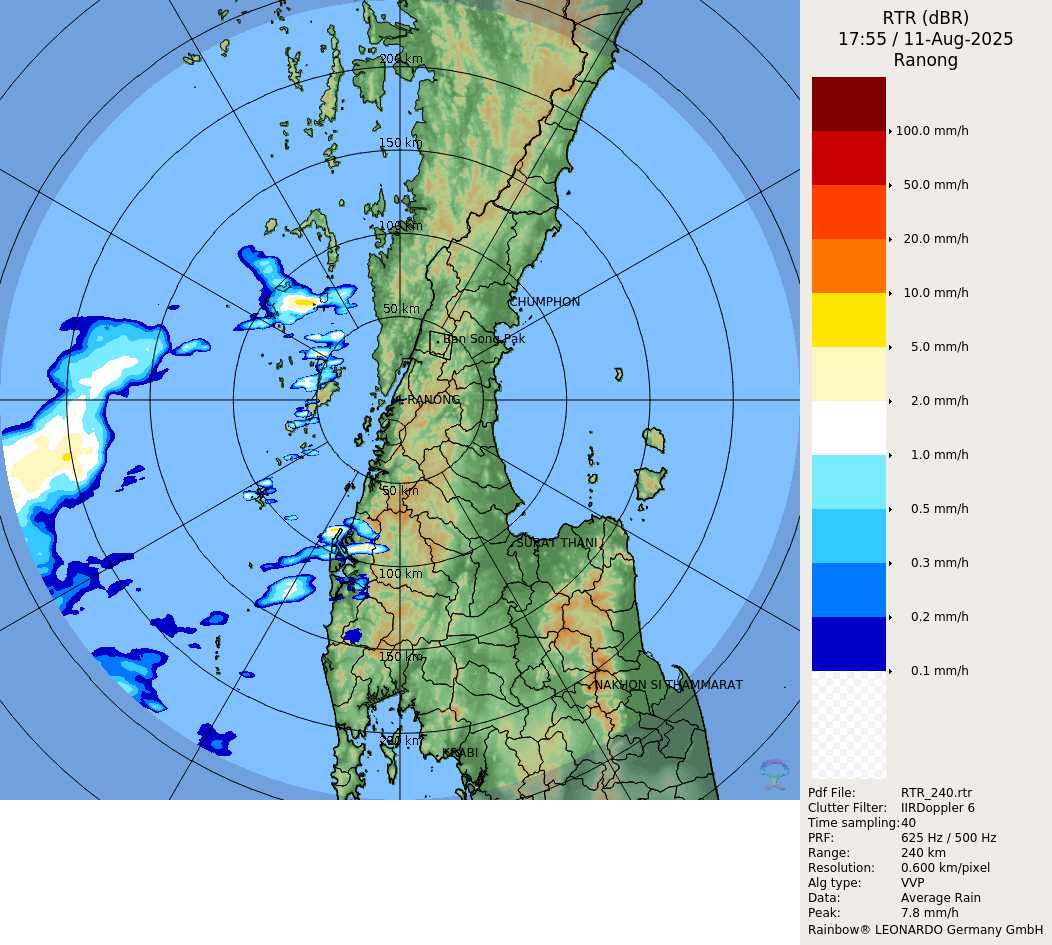 RTR (dBR)
17:55 / 11-Aug-2025
Ranong
100.0 mm/h
50.0 mm/h
20.0 mm/h
10.0 mm/h
5.0 mm/h
2.0 mm/h
1.0 mm/h
0.5 mm/h
0.3 mm/h
0.2 mm/h
0.1 mm/h
200 km
150 km
100 km
50 km
CHUMPHON
Ban Song Pak
RANONG
50 km
SURAT THANI
100 km
150 km
NAKHON SI THAMMARAT
200 km
KRABI
Pdf File: RTR_240.rtr
Clutter Filter: IIRDoppler 6
Time sampling:40
PRF: 625 Hz / 500 Hz
Range: 240 km
Resolution: 0.600 km/pixel
Alg type: VVP
Data: Average Rain
Peak: 7.8 mm/h
Rainbow® LEONARDO Germany GmbH